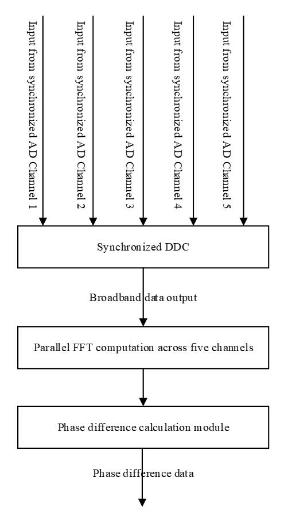 Input from synchronized AD Channel 1
Input from synchronized AD Channel 2
Input from synchronized AD Channel 3
Input from synchronized AD Channel 4
Input from synchronized AD Channel 5
Synchronized DDC
Broadband data output
Parallel FFT computation across five channels
Phase difference calculation module
Phase difference data